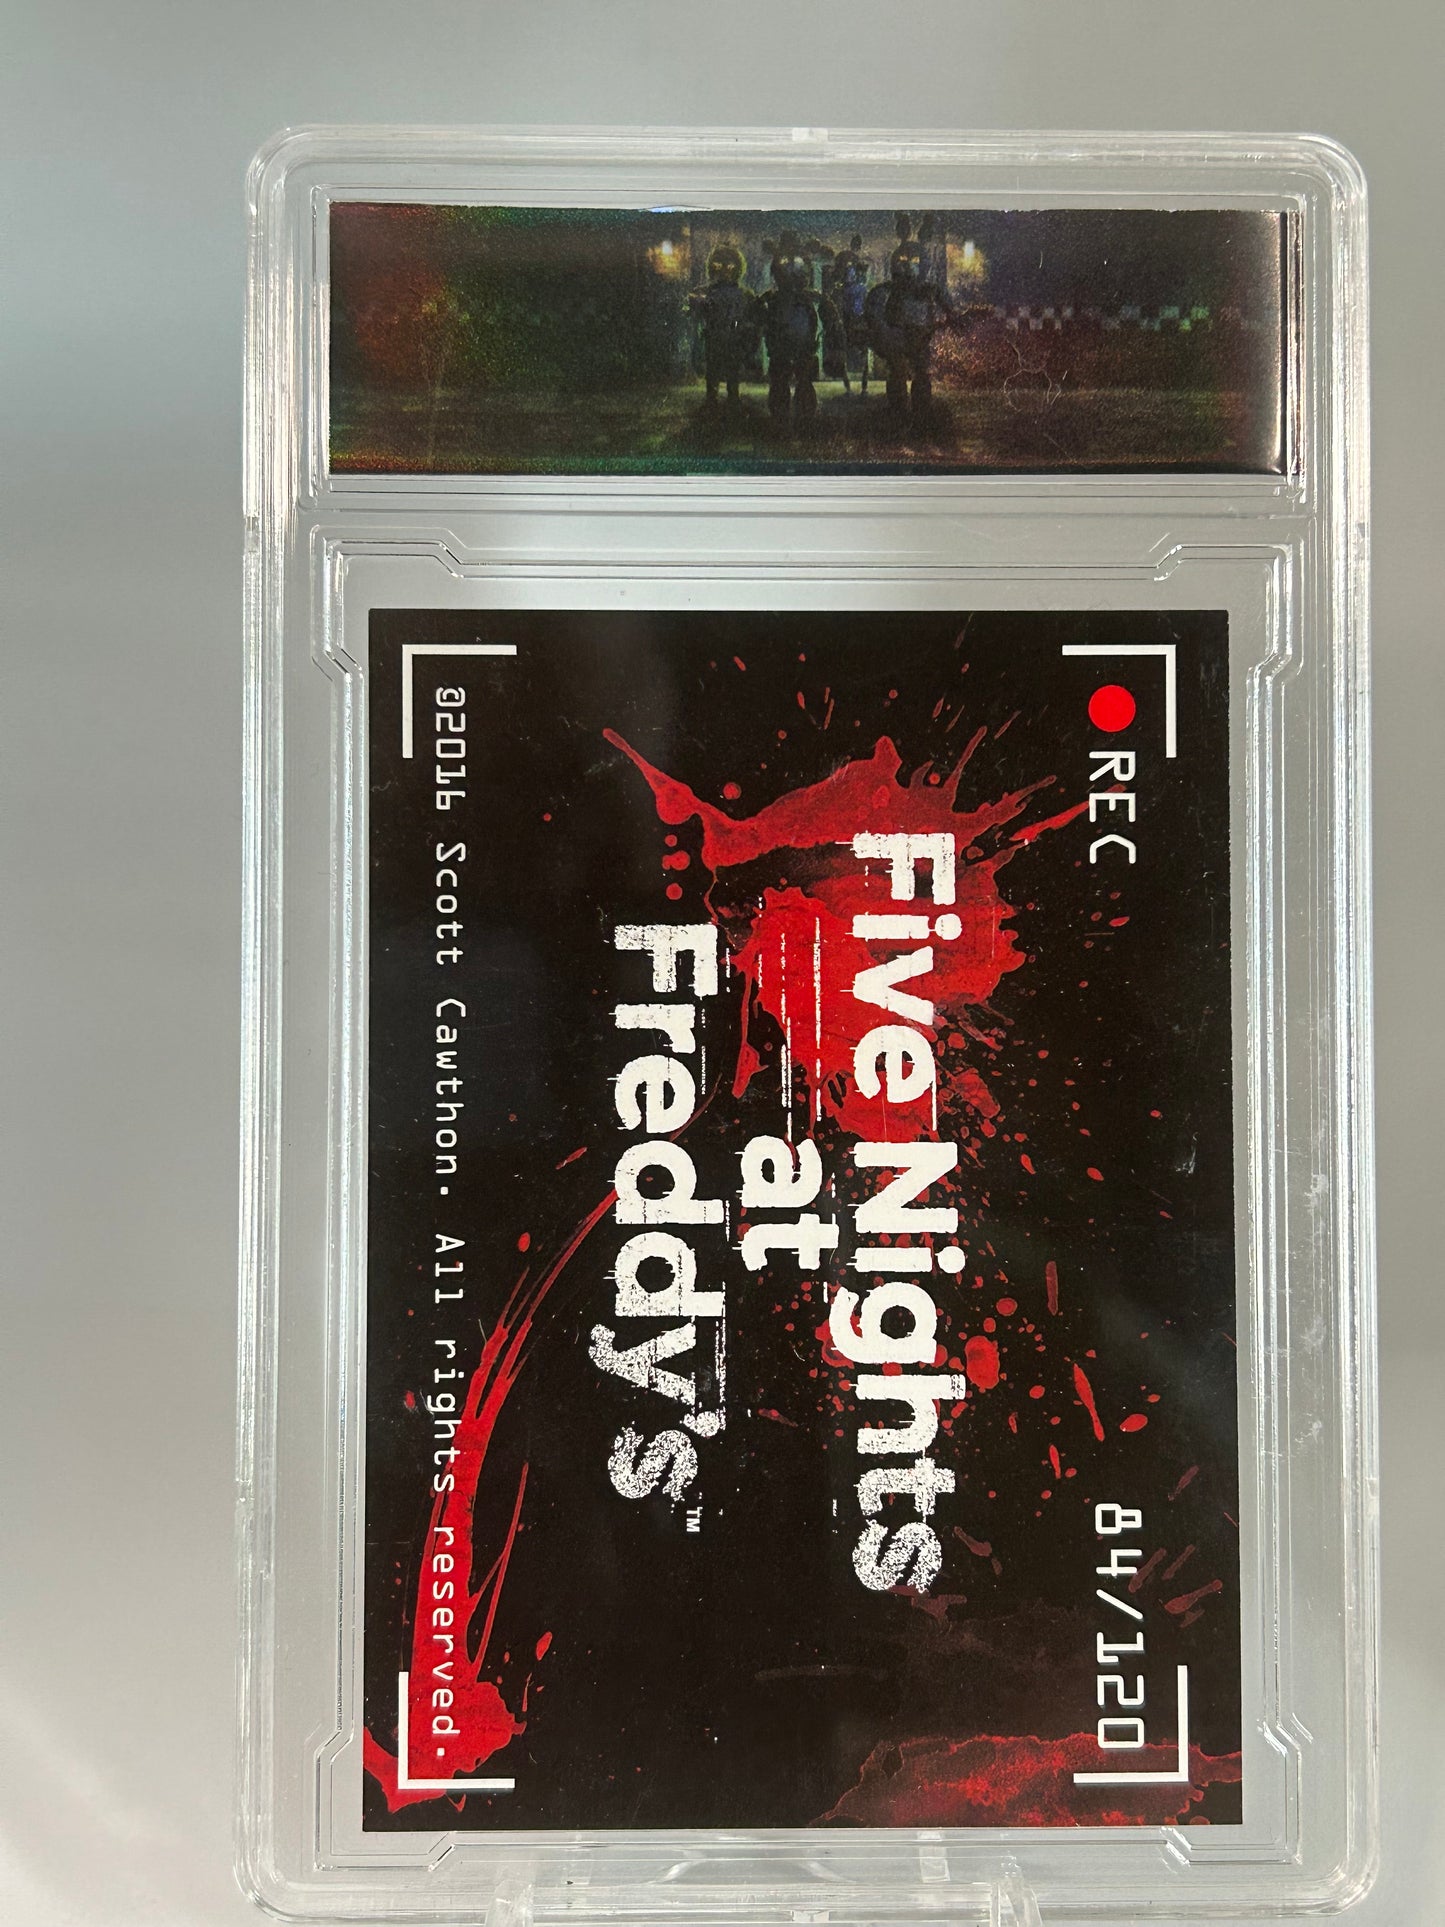 REC
84/120
Five Nights
at
Freddy's™
©2016 Scott Cawthon. All rights reserved.